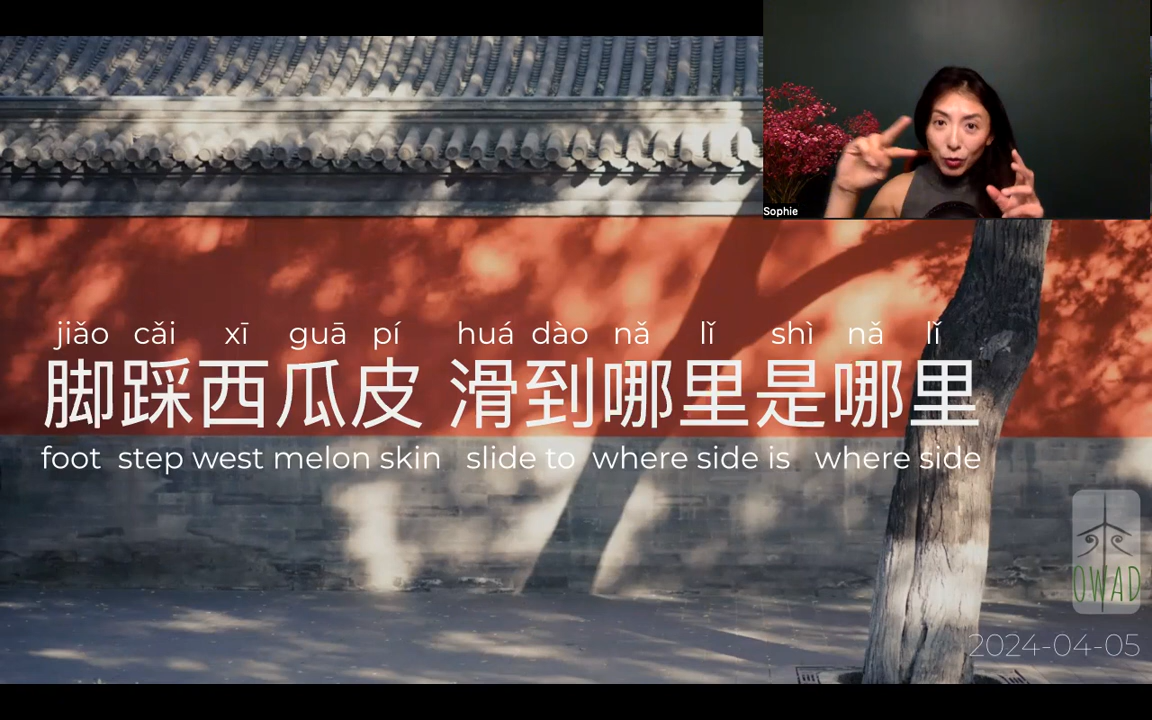 Sophie
jiǎo cǎi xī guā pí huá dào nǎ lǐ shì nǎ lǐ
脚踩西瓜皮 滑到哪里是哪里
foot step west melon skin slide to where side is where side
OWAD
2024-04-05